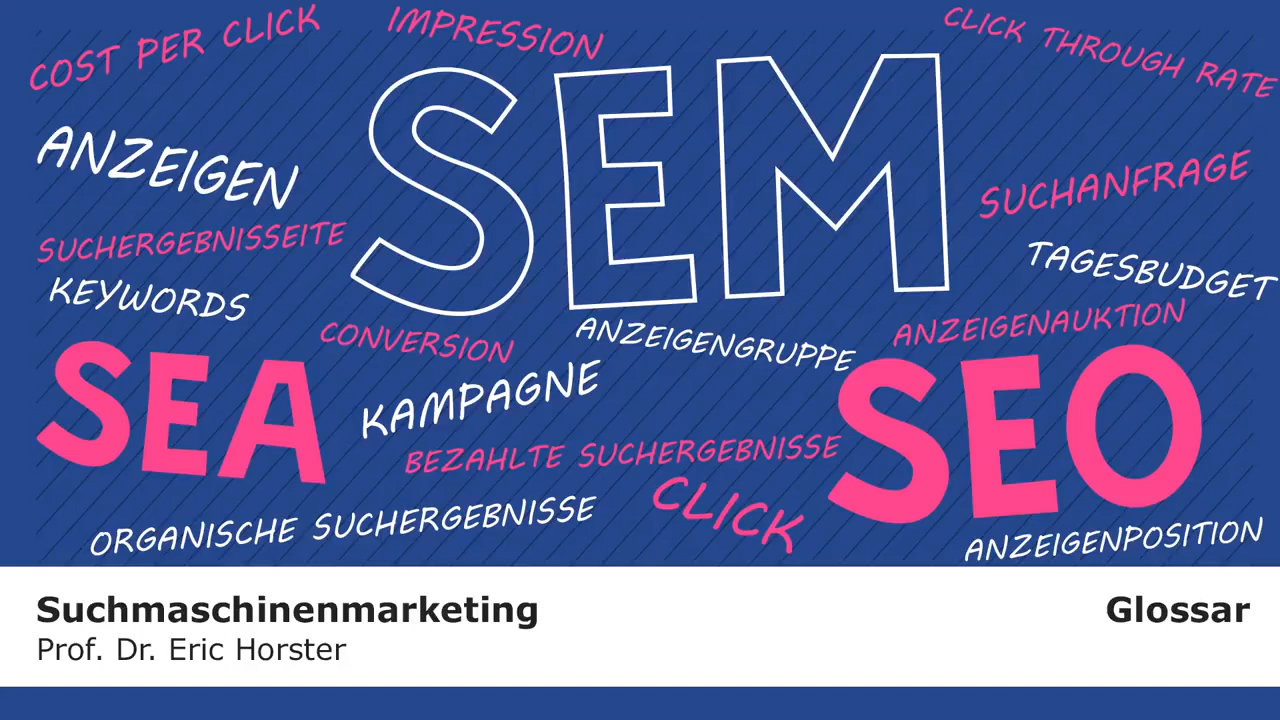 COST PER CLICK
IMPRESSION
CLICK THROUGH RATE
SEM
ANZEIGEN
SUCHANFRAGE
SUCHERGEBNISSEITE
TAGESBUDGET
KEYWORDS
CONVERSION
ANZEIGENGRUPPE
ANZEIGENAUKTION
SEA
KAMPAGNE
SEO
BEZAHLTE SUCHERGEBNISSE
CLICK
ORGANISCHE SUCHERGEBNISSE
ANZEIGENPOSITION
Suchmaschinenmarketing
Glossar
Prof. Dr. Eric Horster